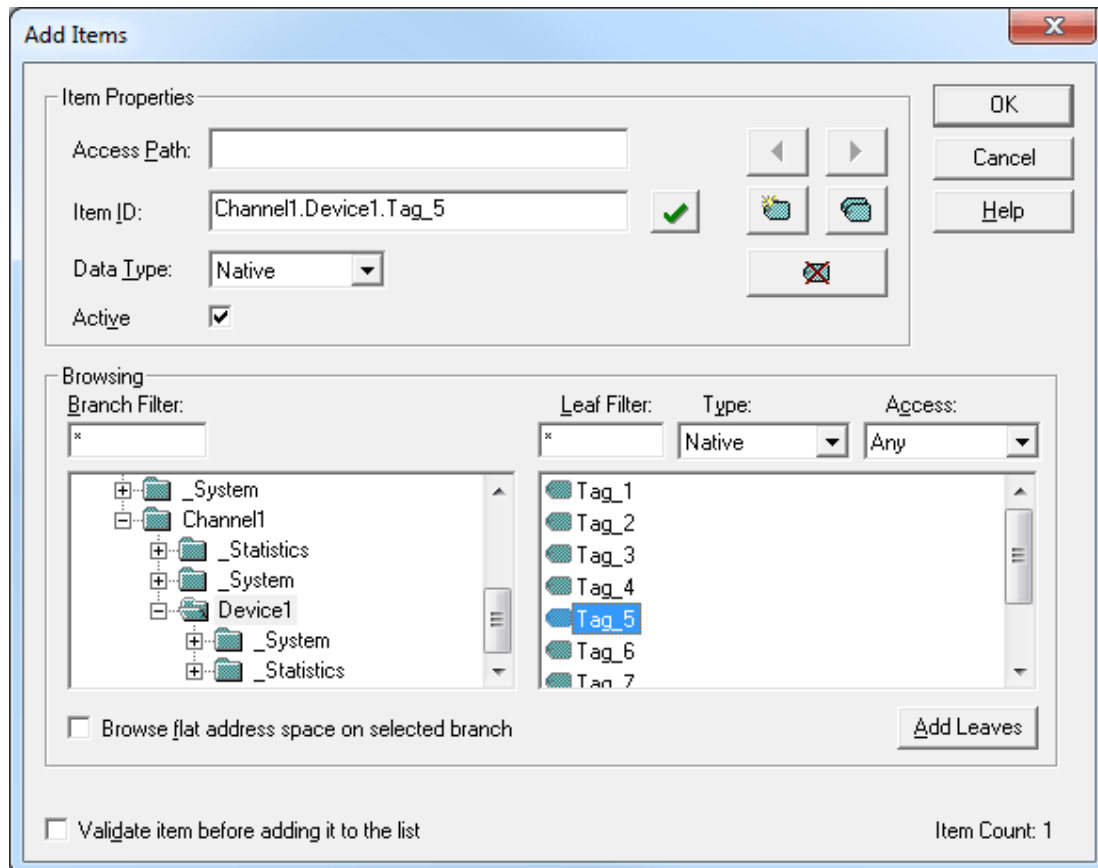 Add Items
Item Properties
OK
Access Path:
Cancel
Item ID: Channel1.Device1.Tag_5
Help
Data Type: Native
Active
Browsing
Branch Filter: Leaf Filter: Type: Access:
* * Native Any
_System Tag_1
Channel1 Tag_2
_Statistics Tag_3
_System Tag_4
Device1 Tag_5
_System Tag_6
_Statistics Tag_7
Browse flat address space on selected branch Add Leaves
Validate item before adding it to the list Item Count: 1